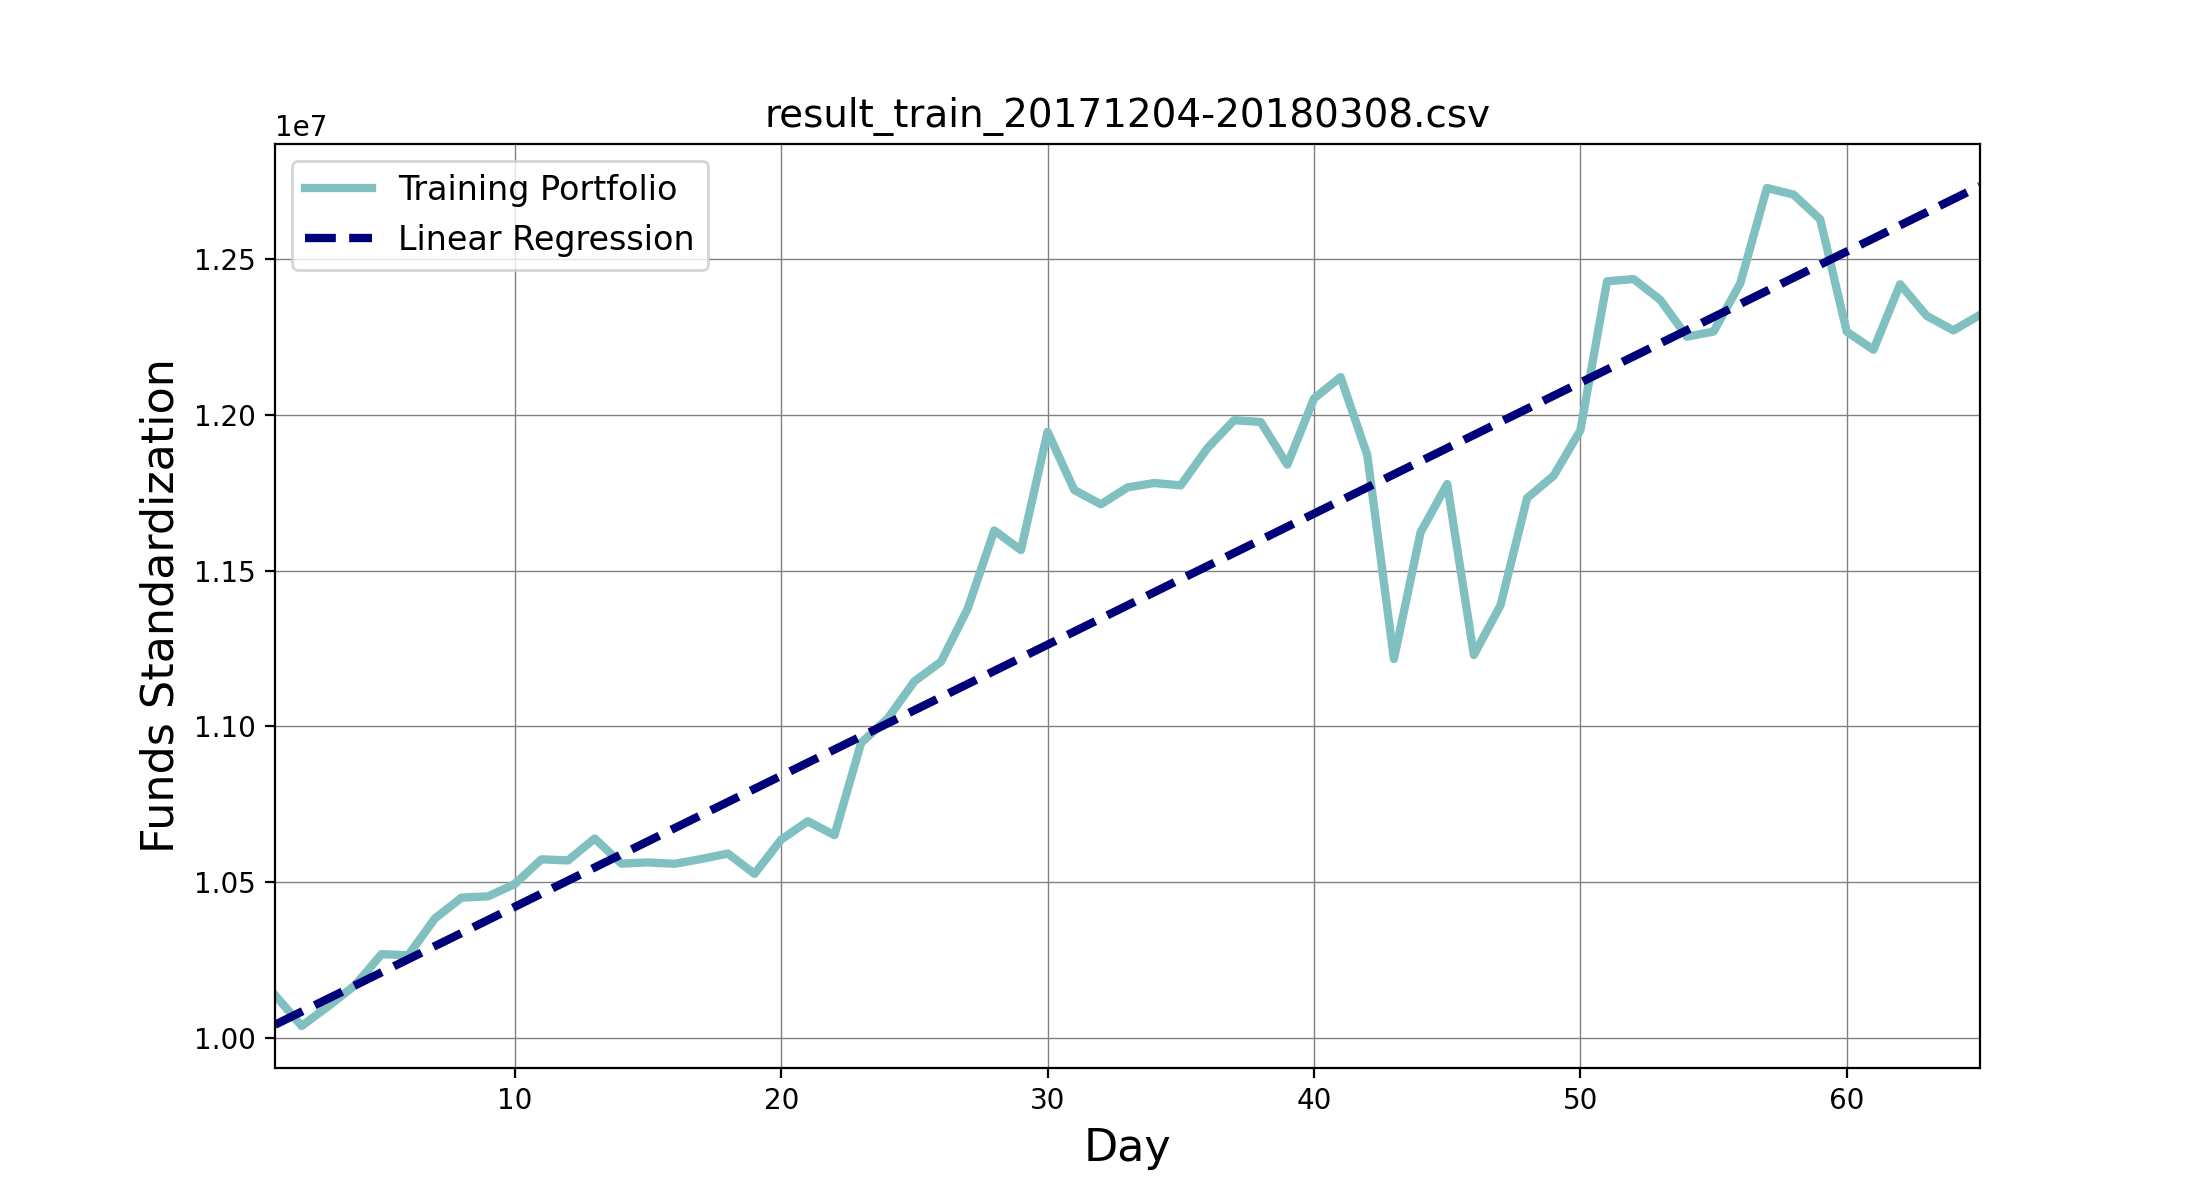 result_train_20171204-20180308.csv
1e7
Training Portfolio
Linear Regression
1.25
1.20
1.15
1.10
1.05
1.00
Funds Standardization
10 20 30 40 50 60
Day